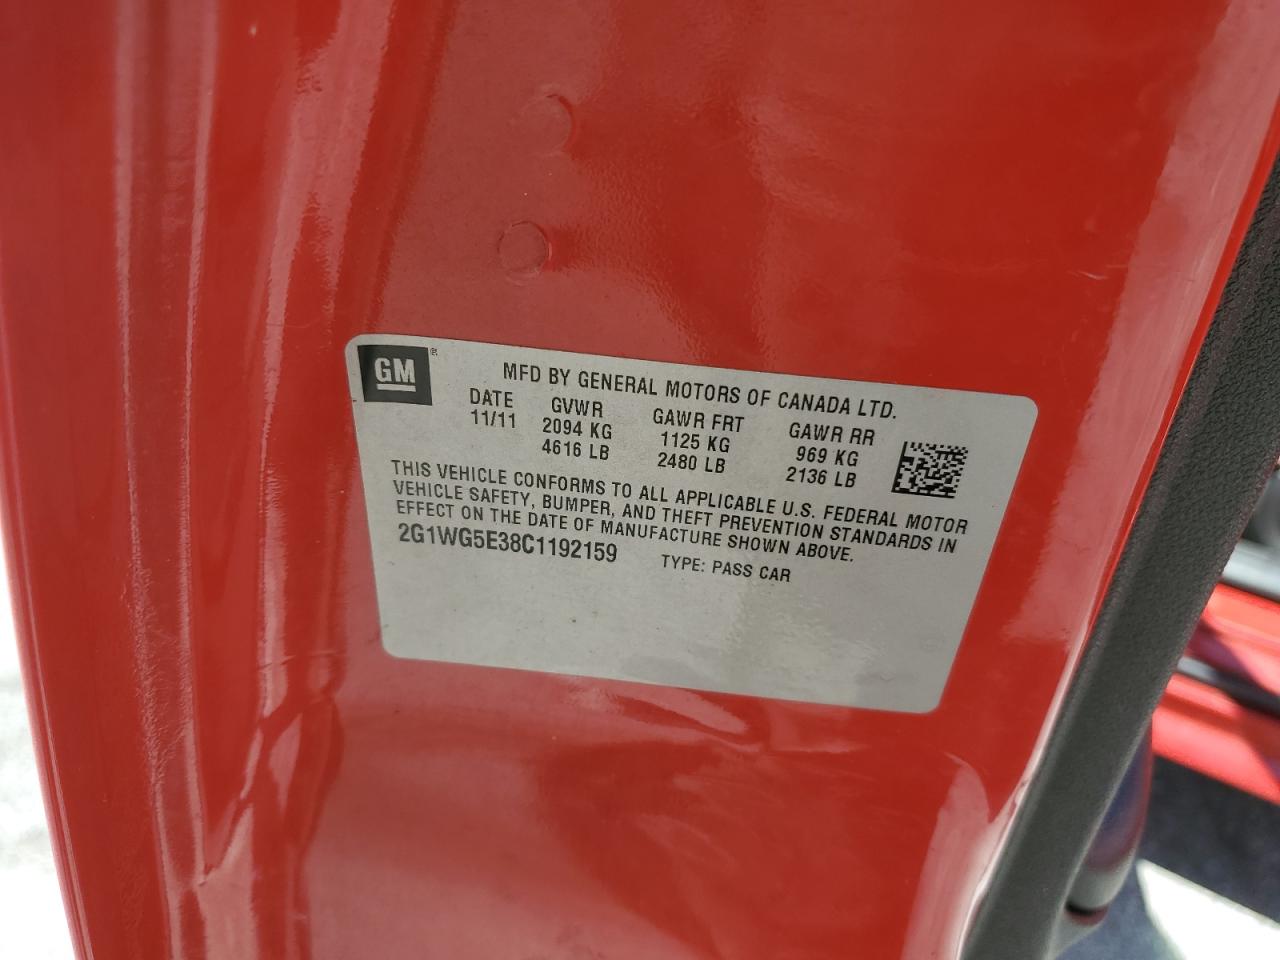 GM®
MFD BY GENERAL MOTORS OF CANADA LTD.
DATE GVWR GAWR FRT GAWR RR
11/11 2094 KG 1125 KG 969 KG
4616 LB 2480 LB 2136 LB
THIS VEHICLE CONFORMS TO ALL APPLICABLE U.S. FEDERAL MOTOR
VEHICLE SAFETY, BUMPER, AND THEFT PREVENTION STANDARDS IN
EFFECT ON THE DATE OF MANUFACTURE SHOWN ABOVE.
2G1WG5E38C1192159 TYPE: PASS CAR